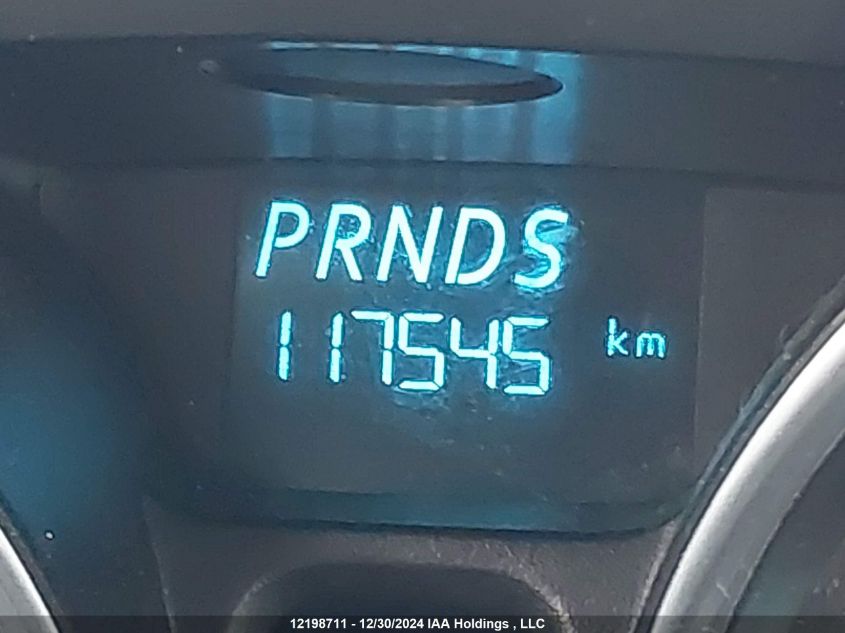 PRNDS
117545 km
12198711 - 12/30/2024 IAA Holdings , LLC